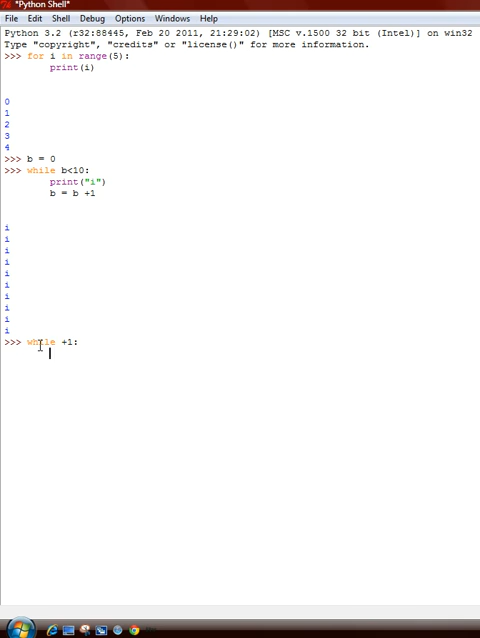 *Python Shell*
File Edit Shell Debug Options Windows Help
Python 3.2 (r32:88445, Feb 20 2011, 21:29:02) [MSC v.1500 32 bit (Intel)] on win32
Type "copyright", "credits" or "license()" for more information.
>>> for i in range(5):
        print(i)
0
1
2
3
4
>>> b = 0
>>> while b<10:
        print("i")
        b = b +1
i
i
i
i
i
i
i
i
i
i
>>> while +1: